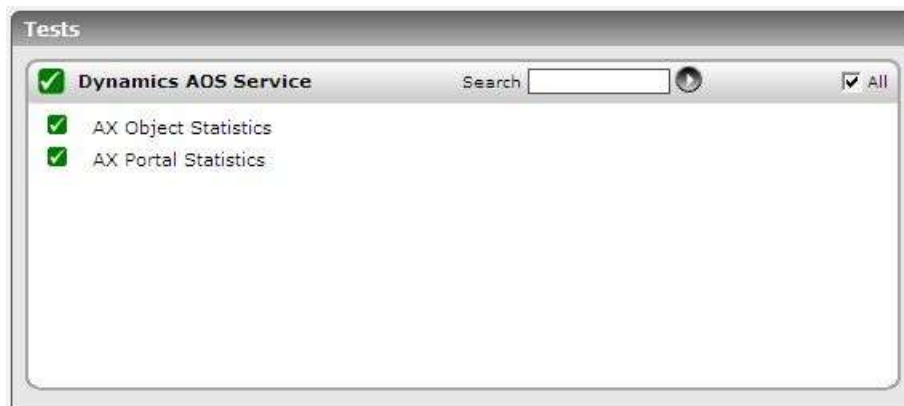 Tests
Dynamics AOS Service Search All
AX Object Statistics
AX Portal Statistics